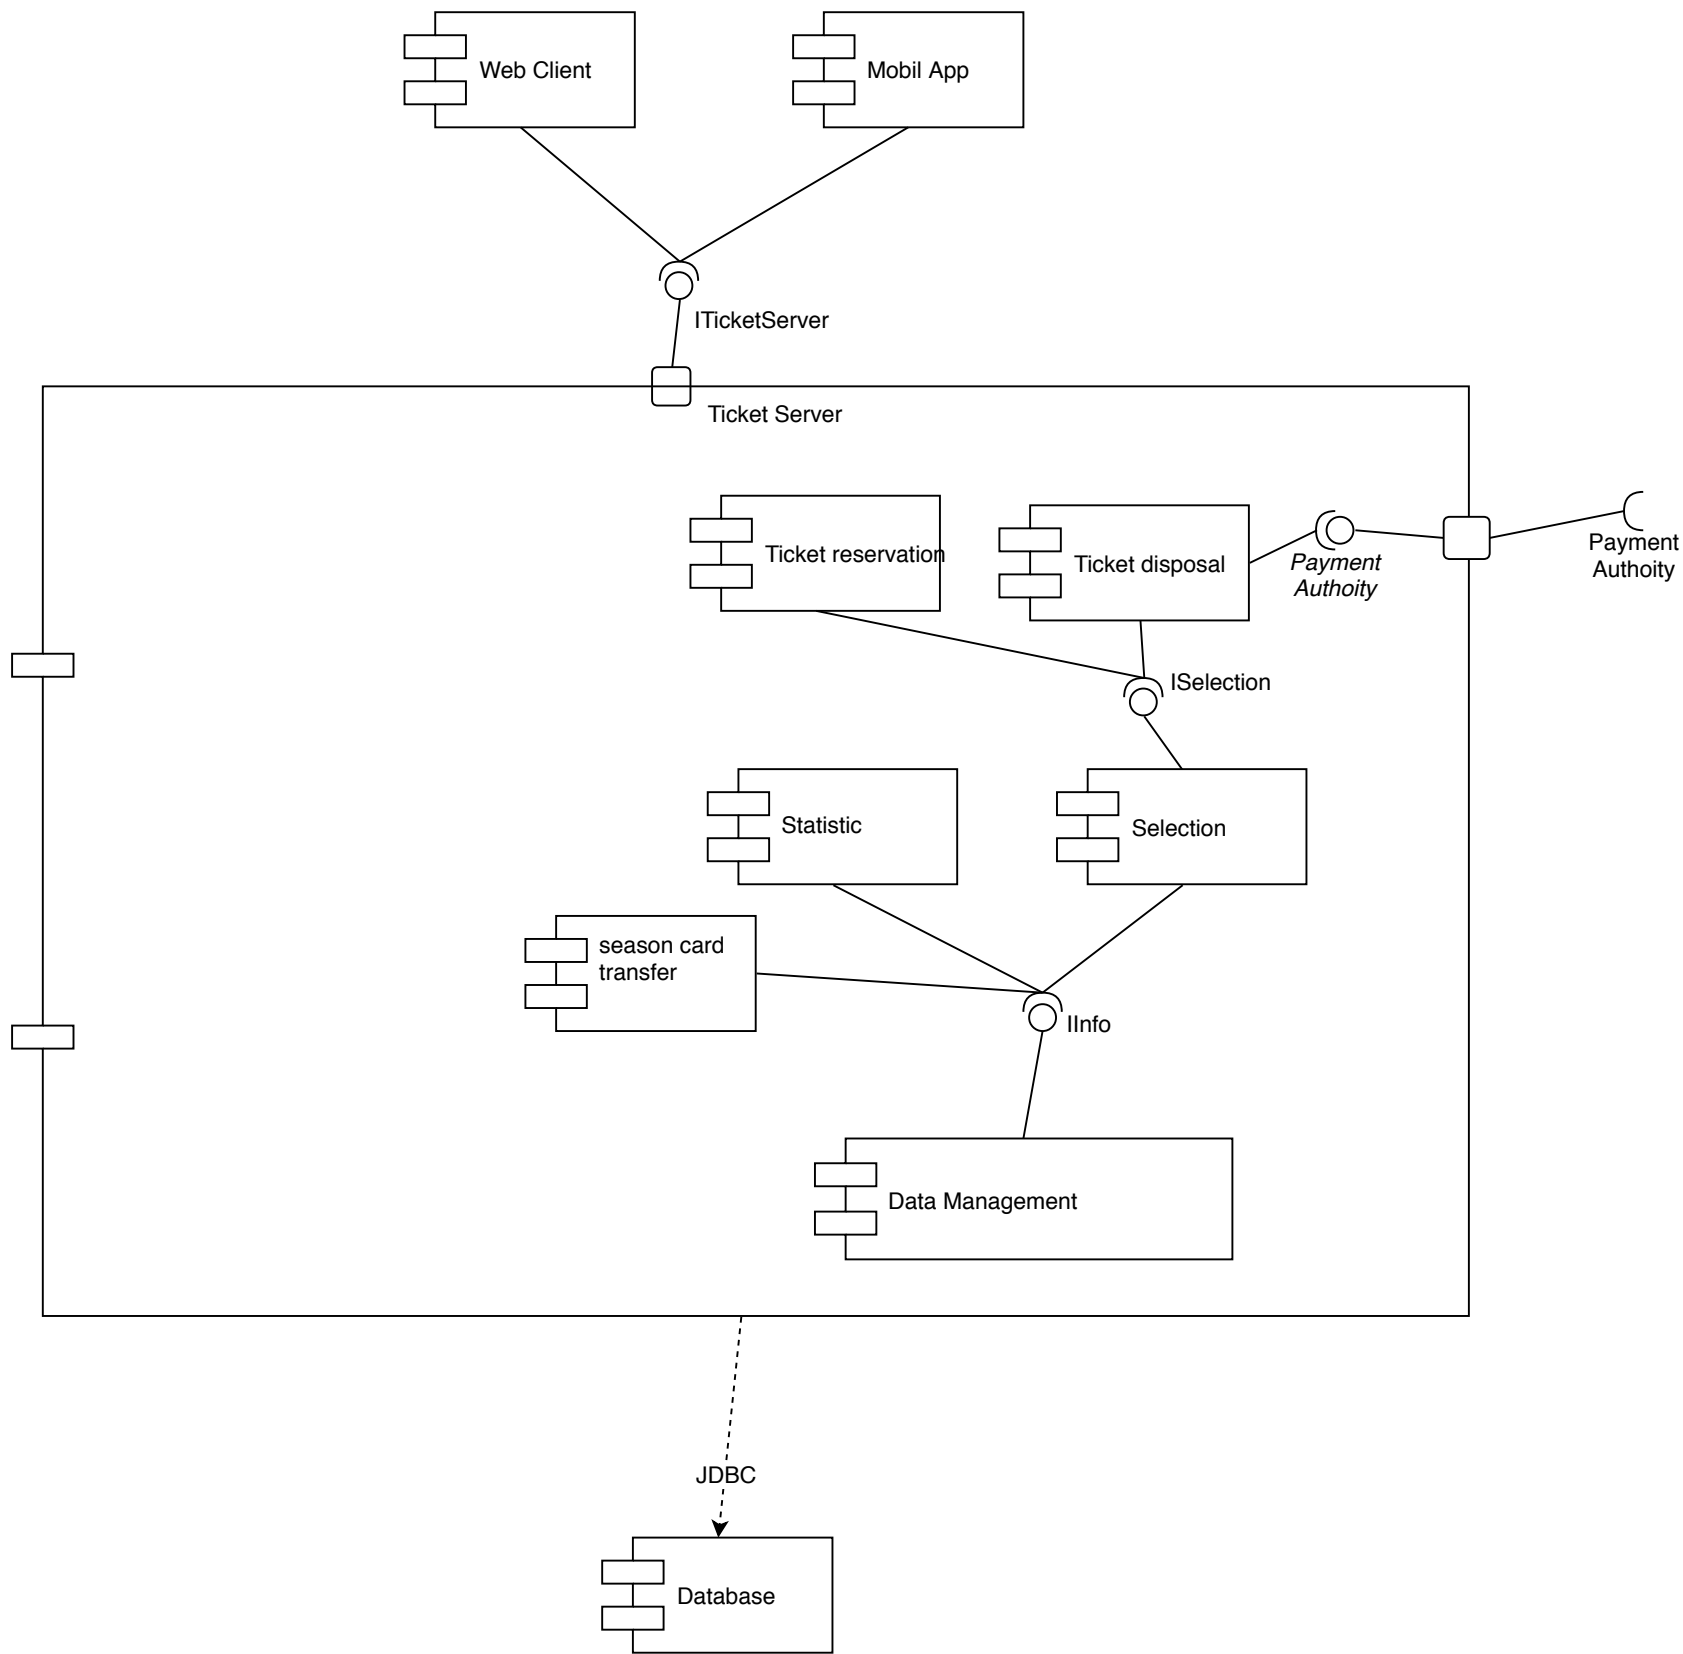 Web Client
Mobil App
ITicketServer
Ticket Server
Ticket reservation
Ticket disposal
Payment
Authoity
Payment
Authoity
ISelection
Statistic
Selection
season card
transfer
IInfo
Data Management
JDBC
Database